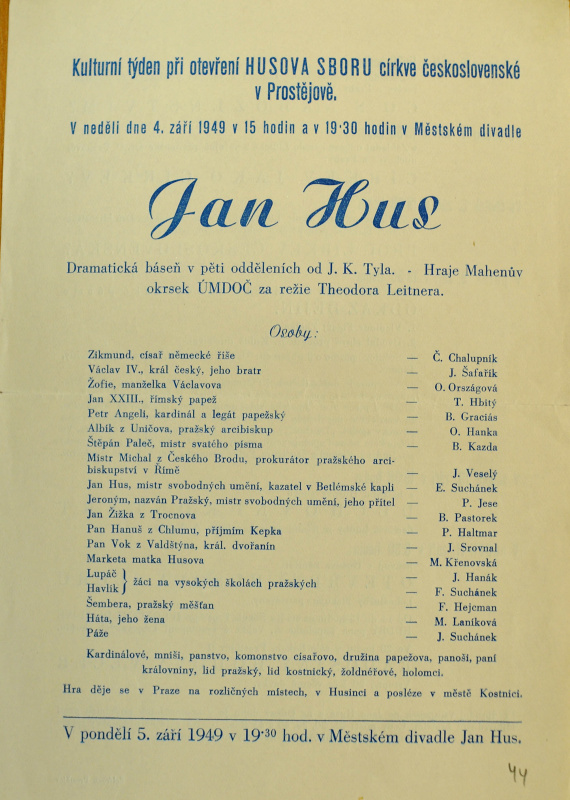 Kulturní týden při otevření HUSOVA SBORU církve československé
v Prostějově.
V neděli dne 4. září 1949 v 15 hodin a v 19·30 hodin v Městském divadle
Jan Hus
Dramatická báseň v pěti odděleních od J. K. Tyla. - Hraje Mahenův
okrsek ÚMDOČ za režie Theodora Leitnera.
Osoby:
Zikmund, císař německé říše — Č. Chalupník
Václav IV., král český, jeho bratr — J. Šafařík
Žofie, manželka Václavova — O. Országová
Jan XXIII., římský papež — T. Hbitý
Petr Angeli, kardinál a legát papežský — B. Graciás
Albík z Uničova, pražský arcibiskup — O. Hanka
Štěpán Paleč, mistr svatého písma — B. Kazda
Mistr Michal z Českého Brodu, prokurátor pražského arci-
biskupství v Římě — J. Veselý
Jan Hus, mistr svobodných umění, kazatel v Betlémské kapli — E. Suchánek
Jeroným, nazván Pražský, mistr svobodných umění, jeho přítel — P. Jese
Jan Žižka z Trocnova — B. Pastorek
Pan Hanuš z Chlumu, příjmím Kepka — P. Haltmar
Pan Vok z Valdštýna, král. dvořanín — J. Srovnal
Marketa matka Husova — M. Křenovská
Lupáč } žáci na vysokých školách pražských — J. Hanák
Havlík — F. Suchánek
Šembera, pražský měšťan — F. Hejcman
Háta, jeho žena — M. Laníková
Páže — J. Suchánek
Kardinálové, mniši, panstvo, komonstvo císařovo, družina papežova, panoši, paní
královniny, lid pražský, lid kostnický, žoldnéřové, holomci.
Hra děje se v Praze na rozličných místech, v Husinci a posléze v městě Kostnici.
V pondělí 5. září 1949 v 19·30 hod. v Městském divadle Jan Hus.
44